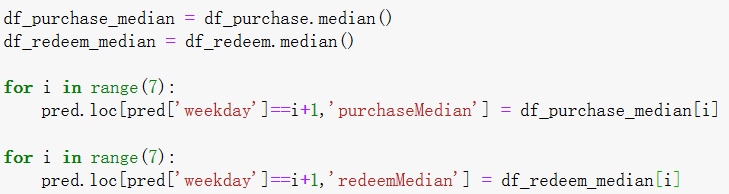 df_purchase_median = df_purchase.median()
df_redeem_median = df_redeem.median()
for i in range(7):
    pred.loc[pred['weekday']==i+1,'purchaseMedian'] = df_purchase_median[i]
for i in range(7):
    pred.loc[pred['weekday']==i+1,'redeemMedian'] = df_redeem_median[i]